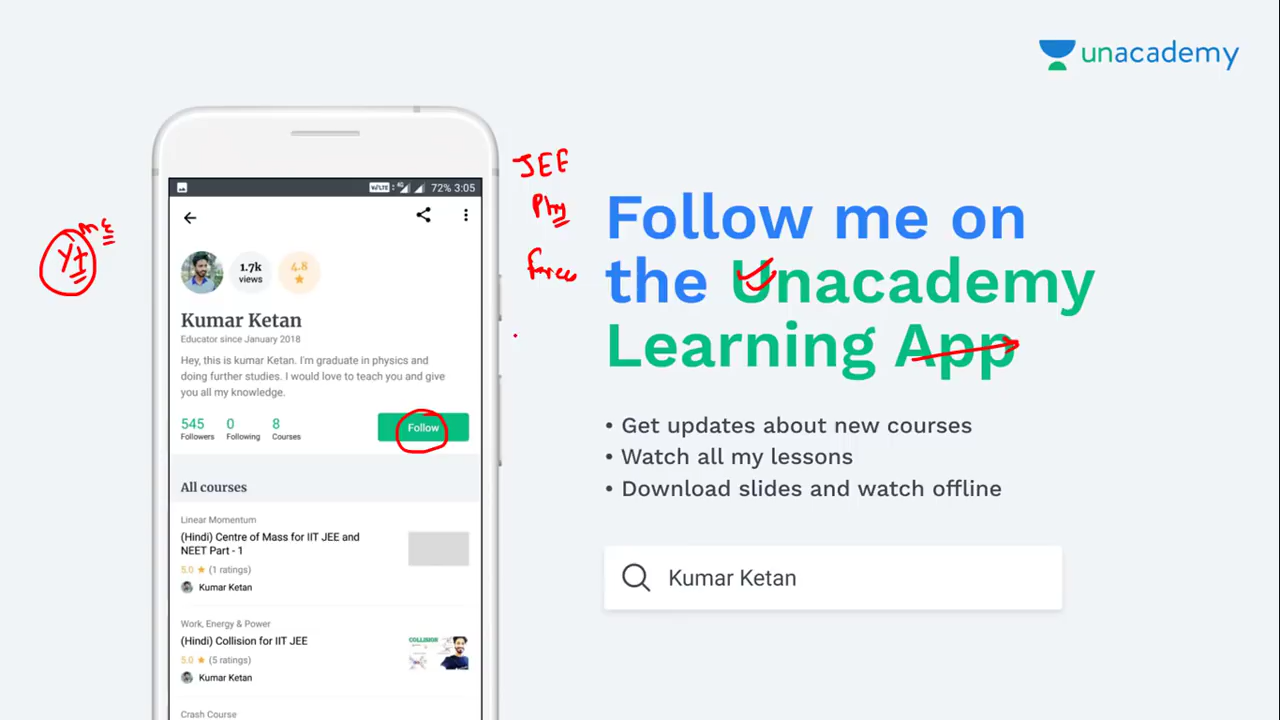 unacademy
72% 3:05
JEE
Phy
free
Yt
me
1.7k
views
4.8
Kumar Ketan
Educator since January 2018
Hey, this is kumar Ketan. I'm graduate in physics and
doing further studies. I would love to teach you and give
you all my knowledge.
545 0 8
Followers Following Courses
Follow
All courses
Linear Momentum
(Hindi) Centre of Mass for IIT JEE and
NEET Part - 1
5.0 ★ (1 ratings)
Kumar Ketan
Work, Energy & Power
(Hindi) Collision for IIT JEE
5.0 ★ (5 ratings)
Kumar Ketan
COLLISION
Crash Course
Follow me on
the Unacademy
Learning App
• Get updates about new courses
• Watch all my lessons
• Download slides and watch offline
Kumar Ketan